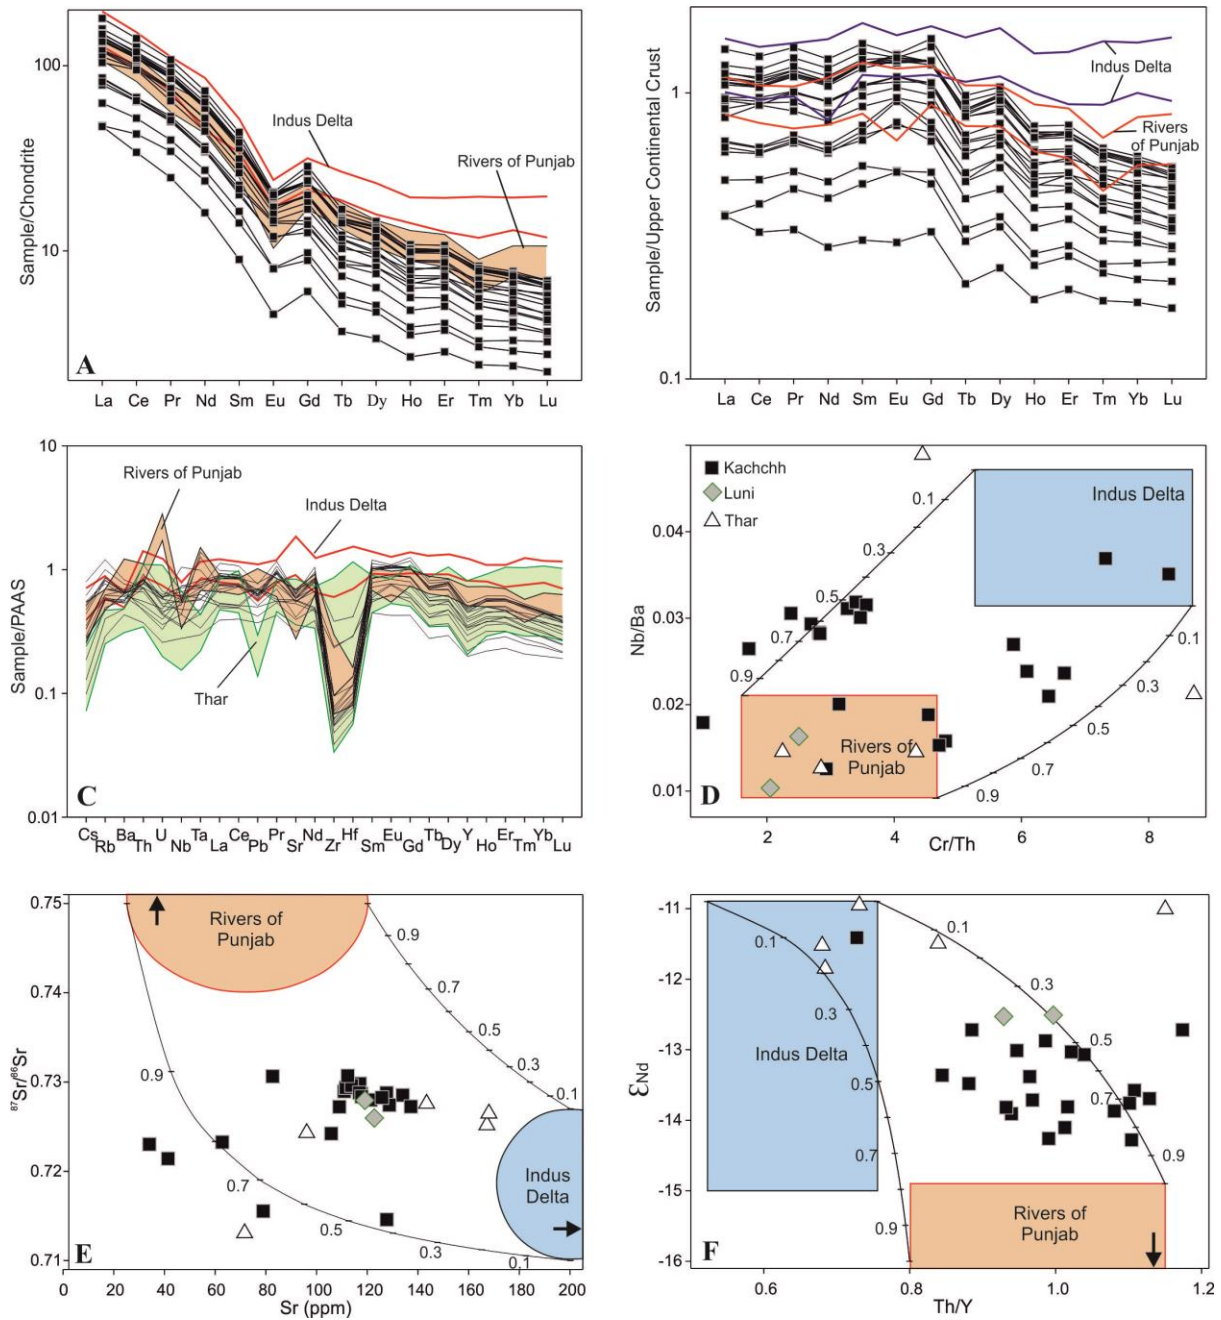 Sample/Chondrite
100
10
Indus Delta
Rivers of Punjab
A
La Ce Pr Nd Sm Eu Gd Tb Dy Ho Er Tm Yb Lu
Sample/Upper Continental Crust
1
0.1
Indus Delta
Rivers
of Punjab
La Ce Pr Nd Sm Eu Gd Tb Dy Ho Er Tm Yb Lu
Sample/PAAS
10
1
0.1
0.01
Rivers of Punjab
Indus Delta
Thar
C
Cs Rb Ba Th U Nb Ta La Ce Pb Pr Sr Nd Zr Hf Sm Eu Gd Tb Dy Y Ho Er Tm Yb Lu
Nb/Ba
0.04
0.03
0.02
0.01
Kachchh
Luni
Thar
Indus Delta
0.1
0.3
0.5
0.7
0.9
0.1
0.3
0.5
0.7
0.9
Rivers of
Punjab
D
2 4 6 8
Cr/Th
87Sr/66Sr
0.75
0.74
0.73
0.72
0.71
Rivers of
Punjab
0.9
0.7
0.5
0.3
0.1
0.9
0.7
0.5
0.3
0.1
Indus
Delta
E
0 20 40 60 80 100 120 140 160 180 200
Sr (ppm)
εNd
-11
-12
-13
-14
-15
-16
0.1
0.3
0.5
0.7
0.9
0.1
0.3
0.5
0.7
0.9
Indus Delta
Rivers of
Punjab
F
0.6 0.8 1.0 1.2
Th/Y